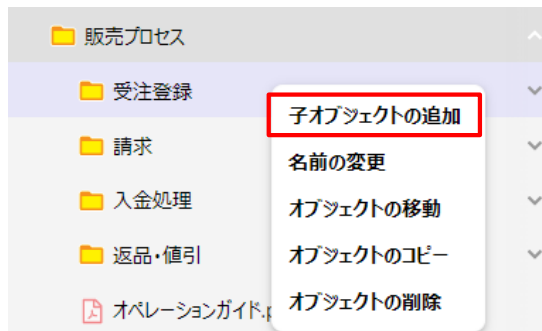 販売プロセス
受注登録
子オブジェクトの追加
請求
名前の変更
入金処理
オブジェクトの移動
返品・値引
オブジェクトのコピー
オペレーションガイド.p
オブジェクトの削除